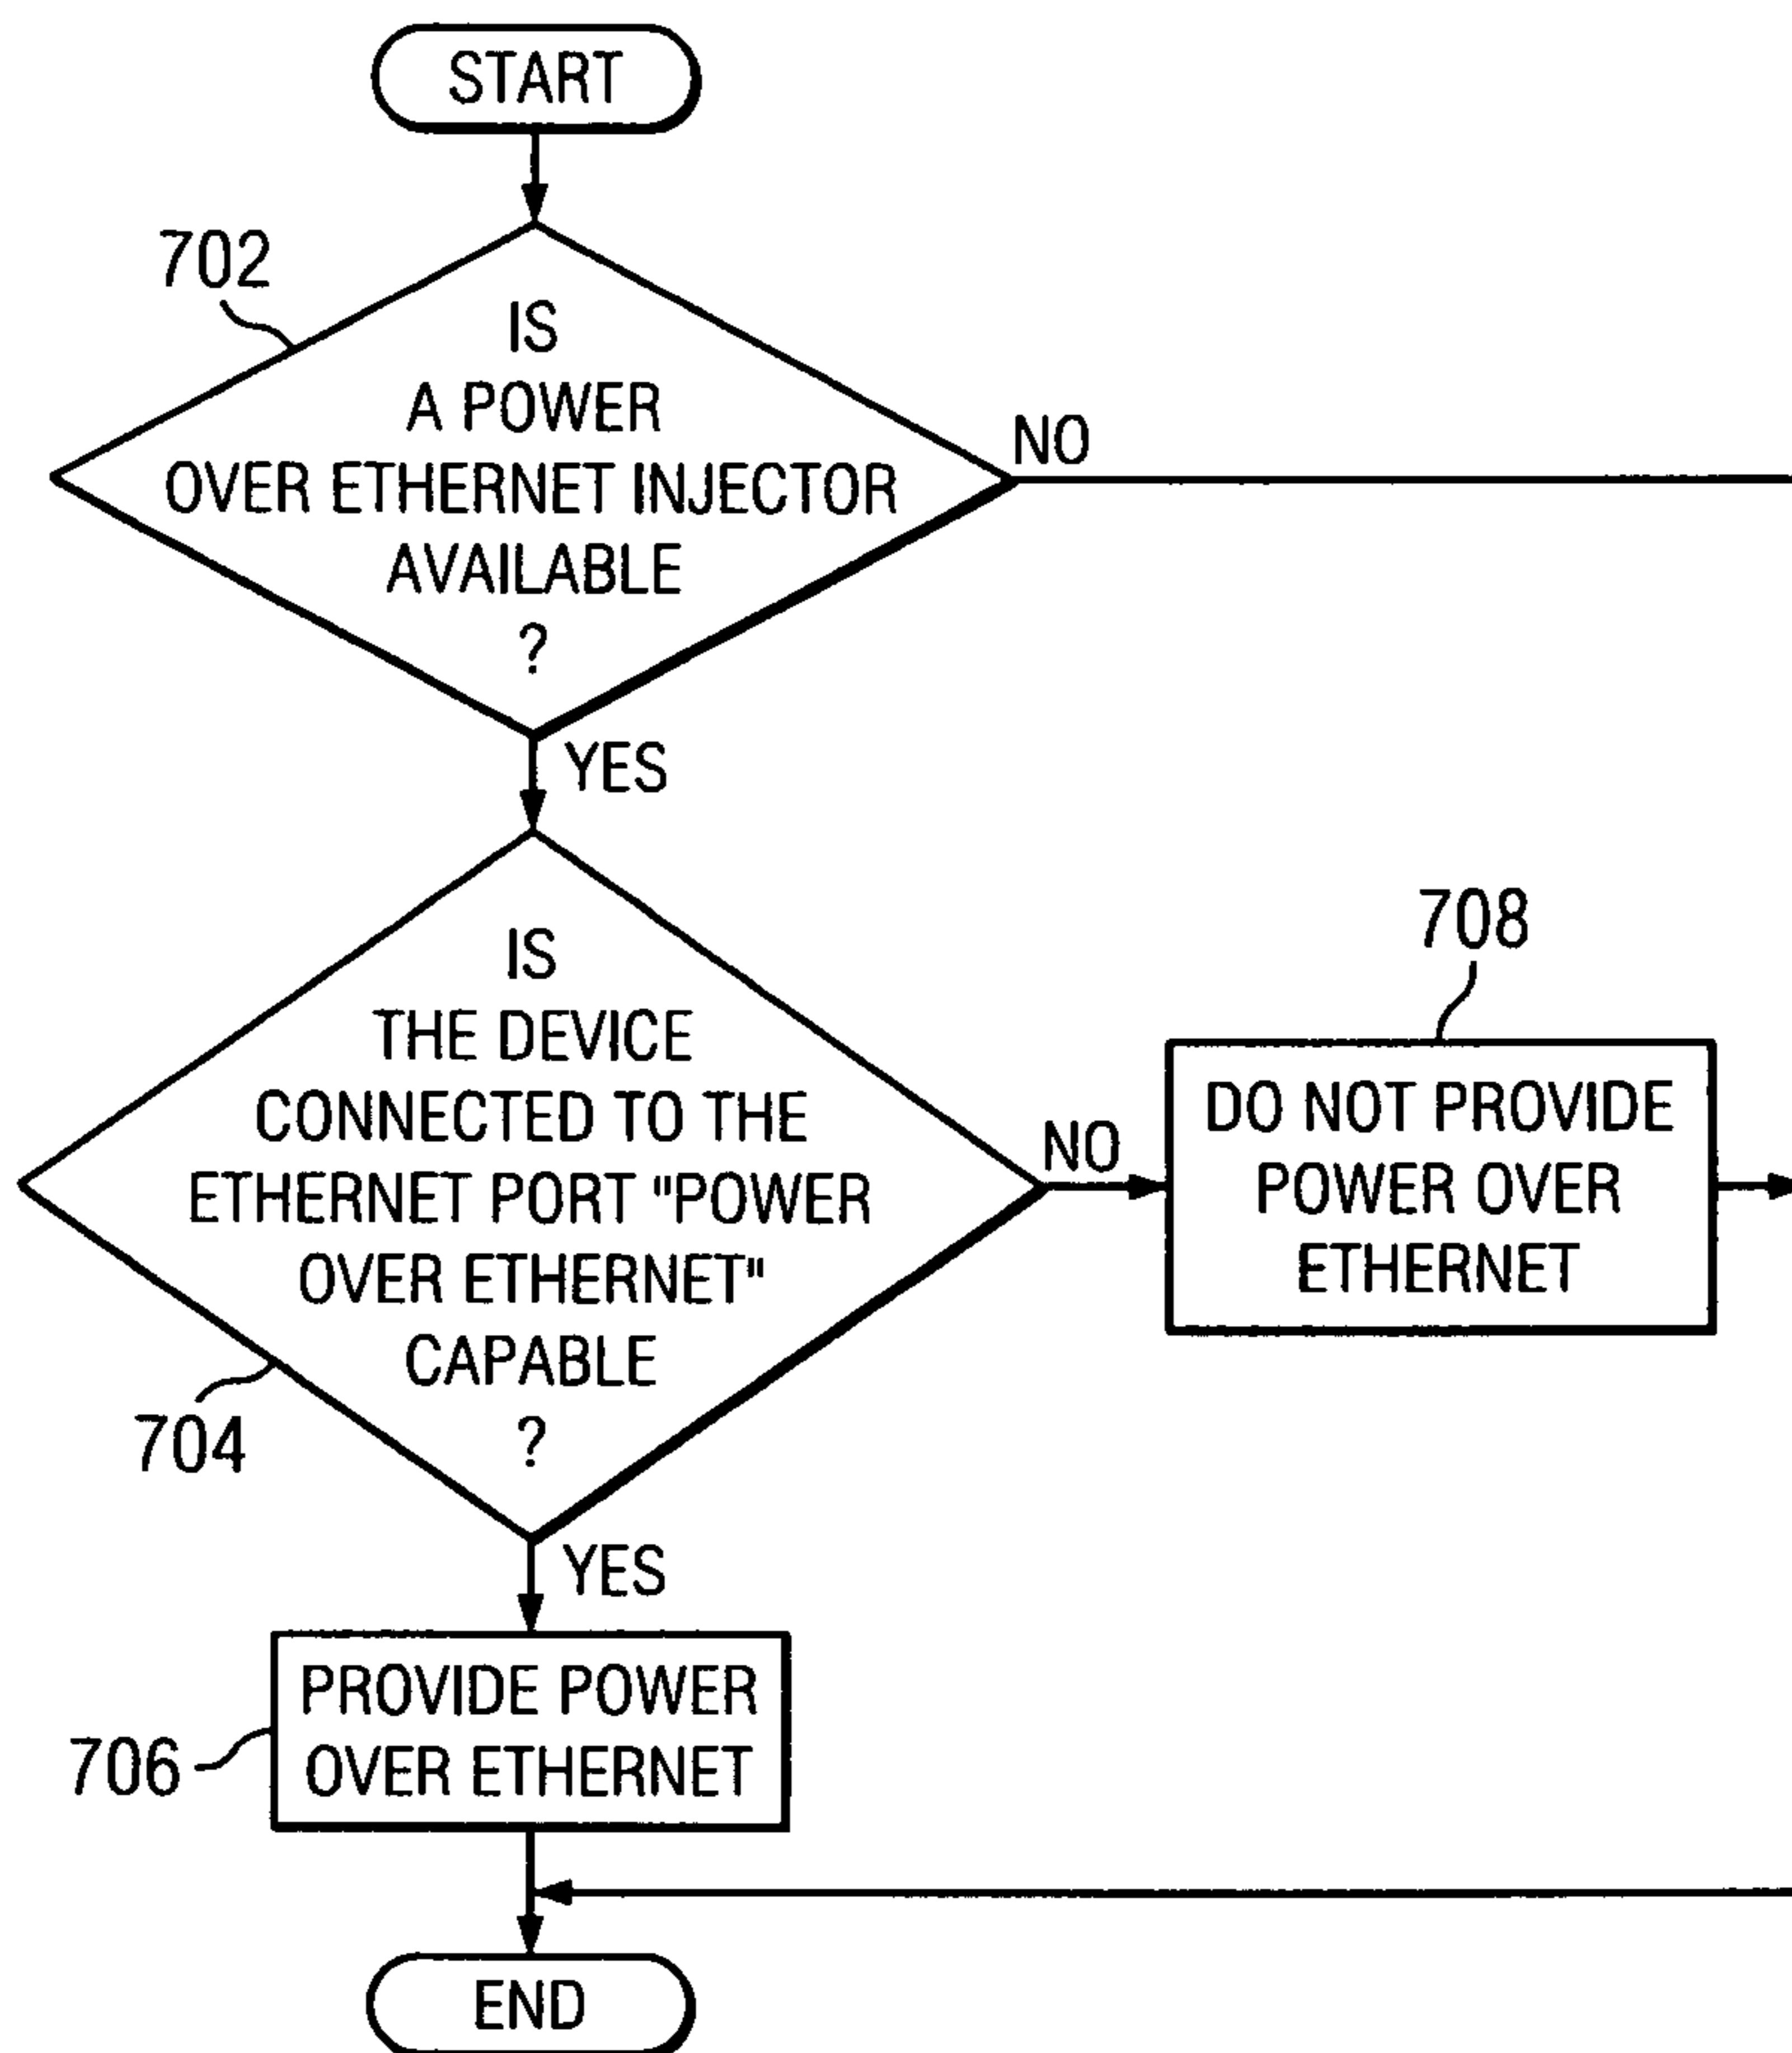 START
702
IS
A POWER
OVER ETHERNET INJECTOR
AVAILABLE
?
NO
YES
IS
THE DEVICE
CONNECTED TO THE
ETHERNET PORT "POWER
OVER ETHERNET"
CAPABLE
?
704
NO
708
DO NOT PROVIDE
POWER OVER
ETHERNET
YES
PROVIDE POWER
OVER ETHERNET
706
END